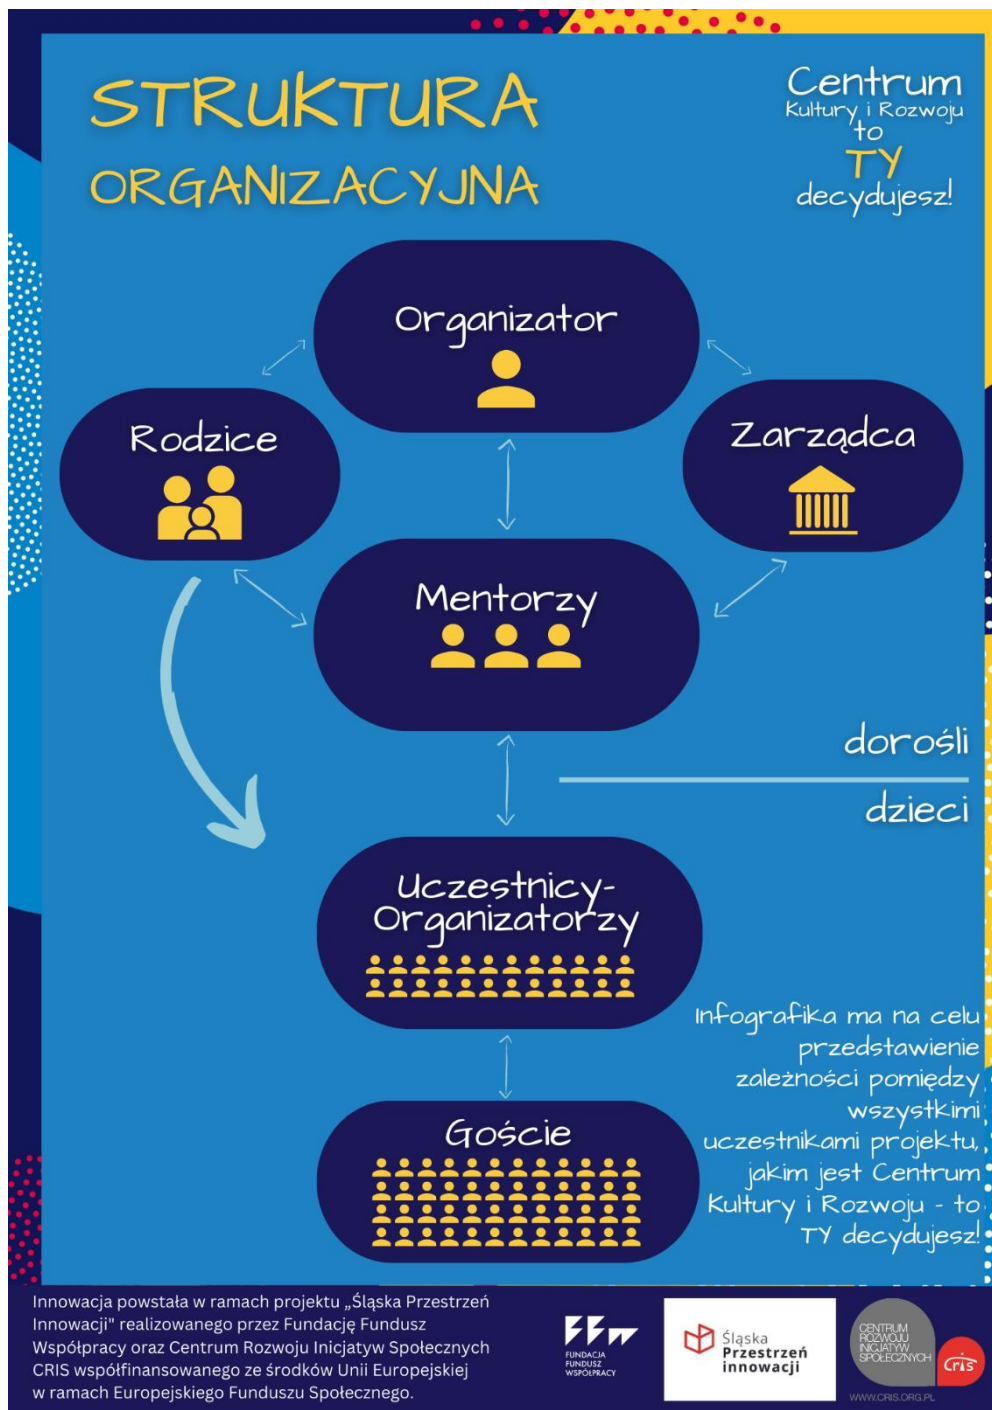 STRUKTURA
ORGANIZACYJNA
Centrum
Kultury i Rozwoju
to
TY
decydujesz!
Organizator
Rodzice
Zarządca
Mentorzy
dorośli
dzieci
Uczestnicy-
Organizatorzy
Goście
Infografika ma na celu
przedstawienie
zależności pomiędzy
wszystkimi
uczestnikami projektu,
jakim jest Centrum
Kultury i Rozwoju - to
TY decydujesz!
Innowacja powstała w ramach projektu „Śląska Przestrzeń
Innowacji" realizowanego przez Fundację Fundusz
Współpracy oraz Centrum Rozwoju Inicjatyw Społecznych
CRIS współfinansowanego ze środków Unii Europejskiej
w ramach Europejskiego Funduszu Społecznego.
FUNDACJA
FUNDUSZ
WSPÓŁPRACY
Śląska
Przestrzeń
innowacji
CENTRUM
ROZWOJU
INICJATYW
SPOŁECZNYCH
cris
WWW.CRIS.ORG.PL